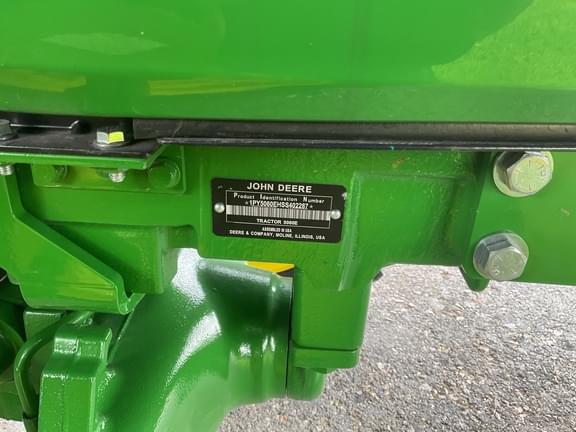 JOHN DEERE
Product Identification Number
*1PY5060EHSS402287*
TRACTOR 5060E
ASSEMBLED IN USA
DEERE & COMPANY, MOLINE, ILLINOIS, USA